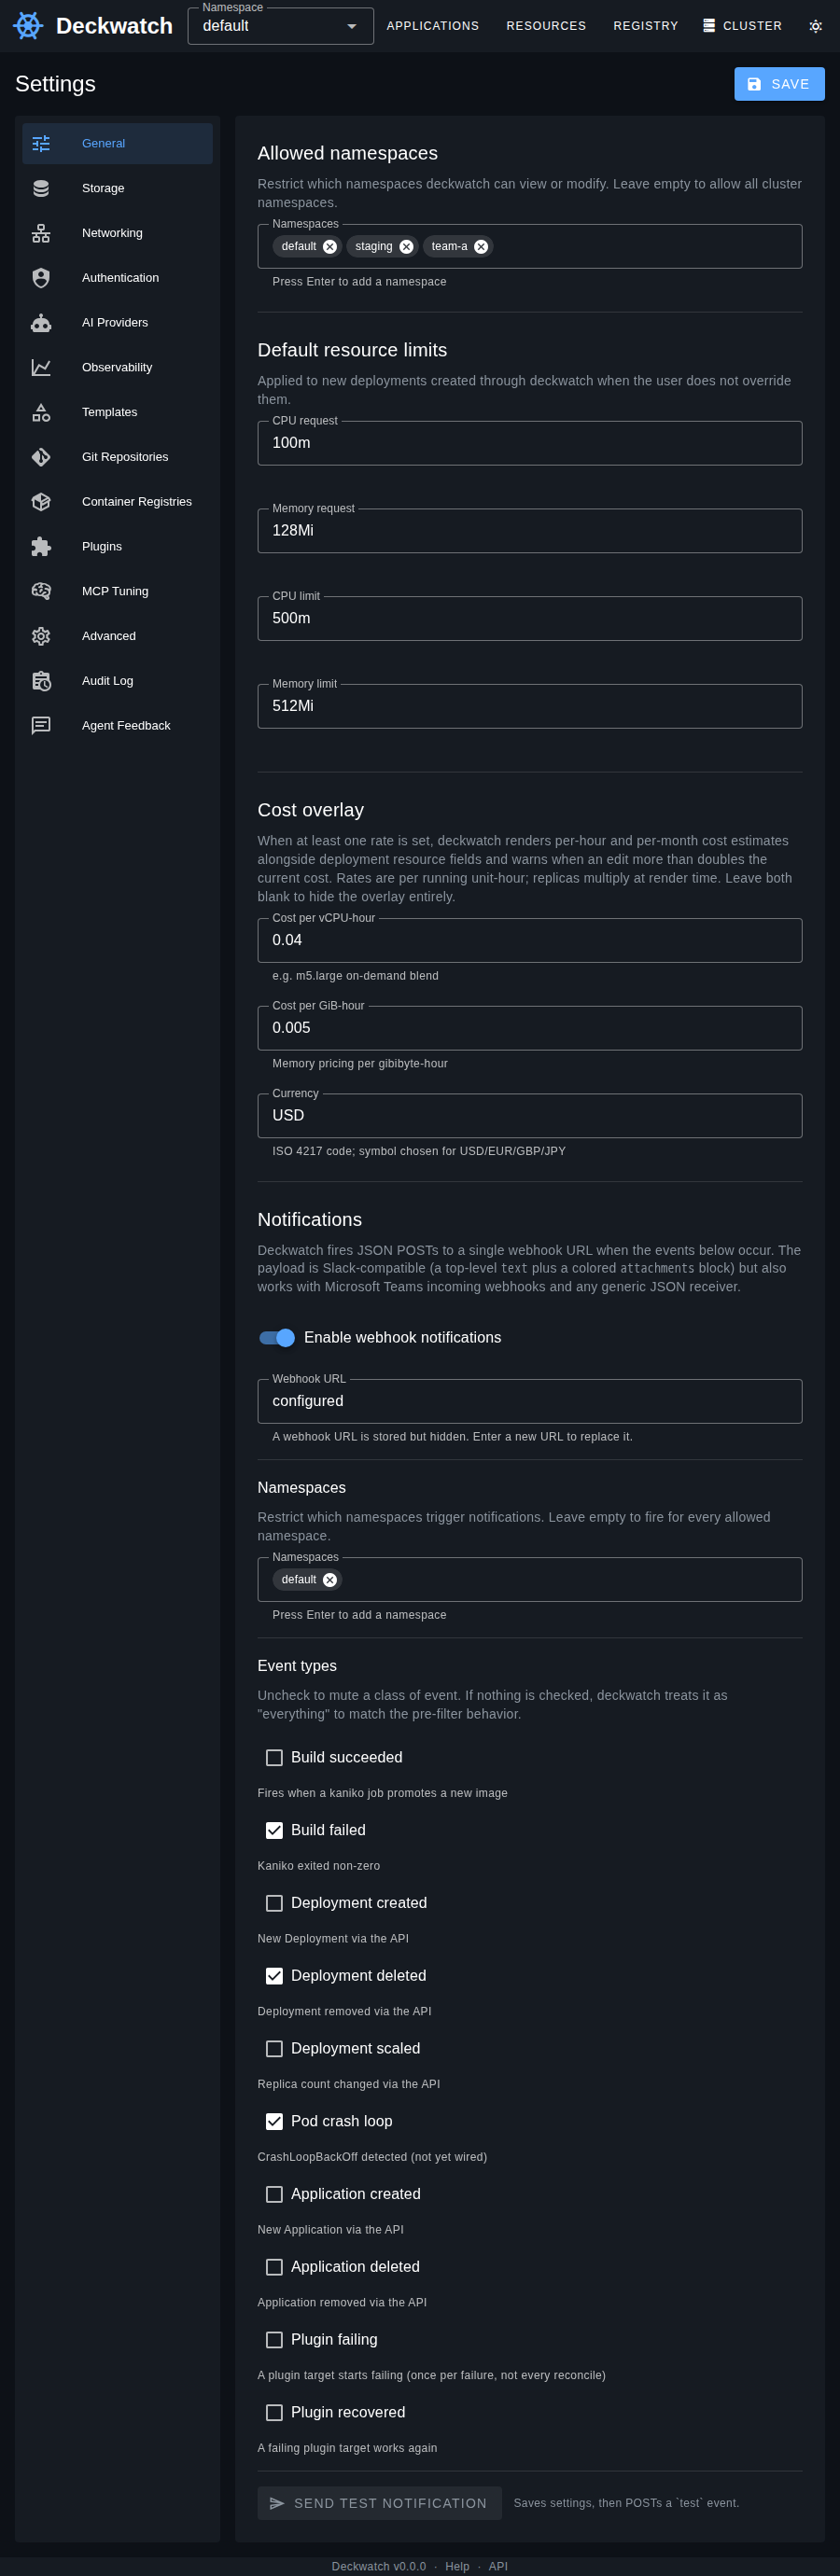 Deckwatch
Namespace
default
APPLICATIONS
RESOURCES
REGISTRY
CLUSTER
Settings
SAVE
General
Storage
Networking
Authentication
AI Providers
Observability
Templates
Git Repositories
Container Registries
Plugins
MCP Tuning
Advanced
Audit Log
Agent Feedback
Allowed namespaces
Restrict which namespaces deckwatch can view or modify. Leave empty to allow all cluster
namespaces.
Namespaces
default staging team-a
Press Enter to add a namespace
Default resource limits
Applied to new deployments created through deckwatch when the user does not override
them.
CPU request
100m
Memory request
128Mi
CPU limit
500m
Memory limit
512Mi
Cost overlay
When at least one rate is set, deckwatch renders per-hour and per-month cost estimates
alongside deployment resource fields and warns when an edit more than doubles the
current cost. Rates are per running unit-hour; replicas multiply at render time. Leave both
blank to hide the overlay entirely.
Cost per vCPU-hour
0.04
e.g. m5.large on-demand blend
Cost per GiB-hour
0.005
Memory pricing per gibibyte-hour
Currency
USD
ISO 4217 code; symbol chosen for USD/EUR/GBP/JPY
Notifications
Deckwatch fires JSON POSTs to a single webhook URL when the events below occur. The
payload is Slack-compatible (a top-level text plus a colored attachments block) but also
works with Microsoft Teams incoming webhooks and any generic JSON receiver.
Enable webhook notifications
Webhook URL
configured
A webhook URL is stored but hidden. Enter a new URL to replace it.
Namespaces
Restrict which namespaces trigger notifications. Leave empty to fire for every allowed
namespace.
Namespaces
default
Press Enter to add a namespace
Event types
Uncheck to mute a class of event. If nothing is checked, deckwatch treats it as
"everything" to match the pre-filter behavior.
Build succeeded
Fires when a kaniko job promotes a new image
Build failed
Kaniko exited non-zero
Deployment created
New Deployment via the API
Deployment deleted
Deployment removed via the API
Deployment scaled
Replica count changed via the API
Pod crash loop
CrashLoopBackOff detected (not yet wired)
Application created
New Application via the API
Application deleted
Application removed via the API
Plugin failing
A plugin target starts failing (once per failure, not every reconcile)
Plugin recovered
A failing plugin target works again
SEND TEST NOTIFICATION
Saves settings, then POSTs a `test` event.
Deckwatch v0.0.0 · Help · API